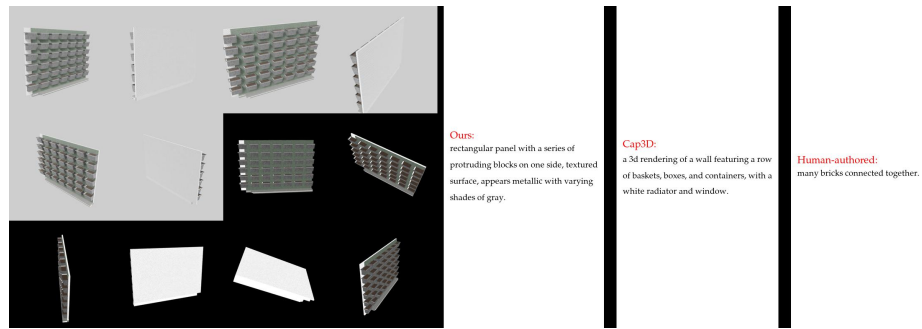 Ours:
rectangular panel with a series of
protruding blocks on one side, textured
surface, appears metallic with varying
shades of gray.
Cap3D:
a 3d rendering of a wall featuring a row
of baskets, boxes, and containers, with a
white radiator and window.
Human-authored:
many bricks connected together.